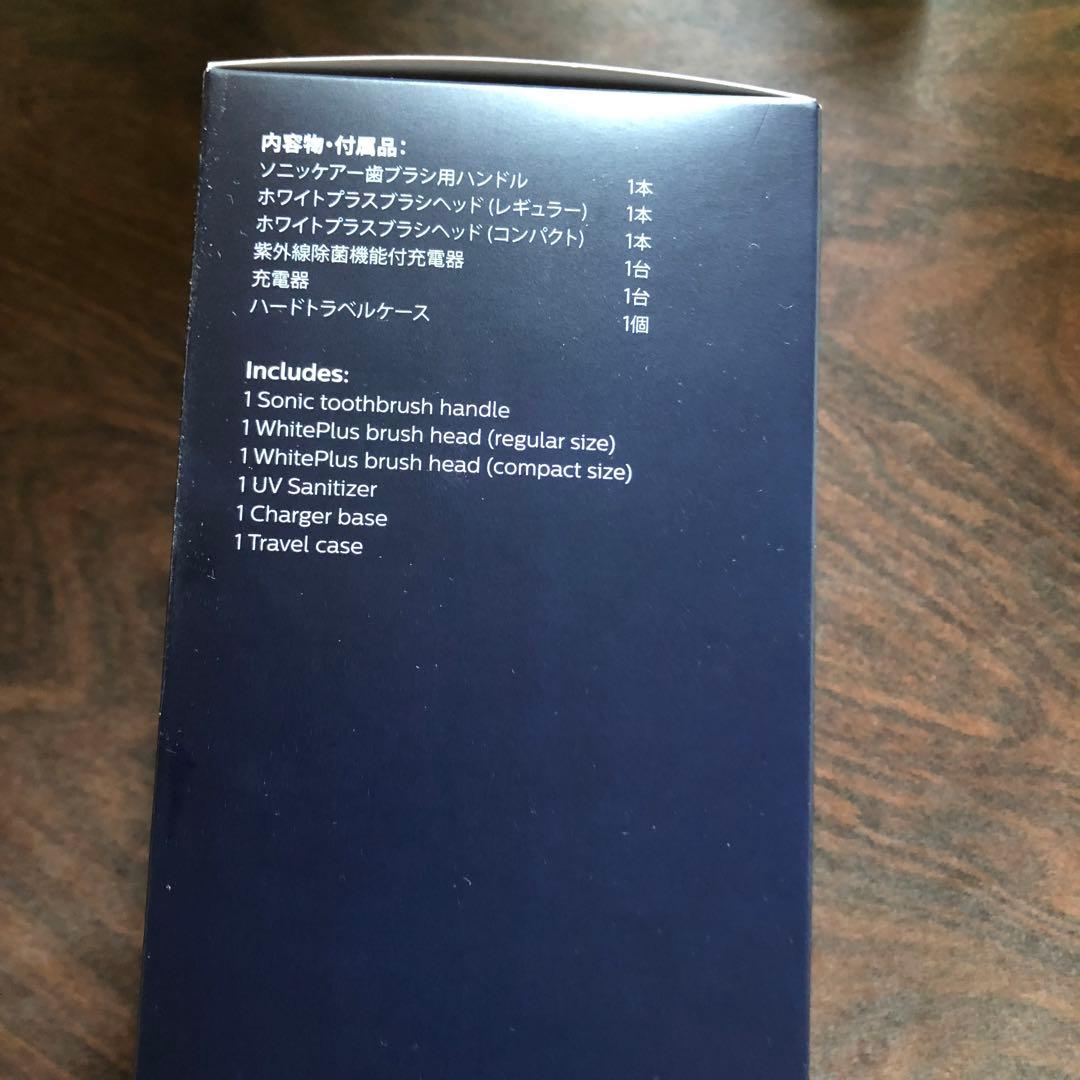 内容物・付属品：
ソニッケアー歯ブラシ用ハンドル 1本
ホワイトプラスブラシヘッド(レギュラー) 1本
ホワイトプラスブラシヘッド(コンパクト) 1本
紫外線除菌機能付充電器 1台
充電器 1台
ハードトラベルケース 1個
Includes:
1 Sonic toothbrush handle
1 WhitePlus brush head (regular size)
1 WhitePlus brush head (compact size)
1 UV Sanitizer
1 Charger base
1 Travel case